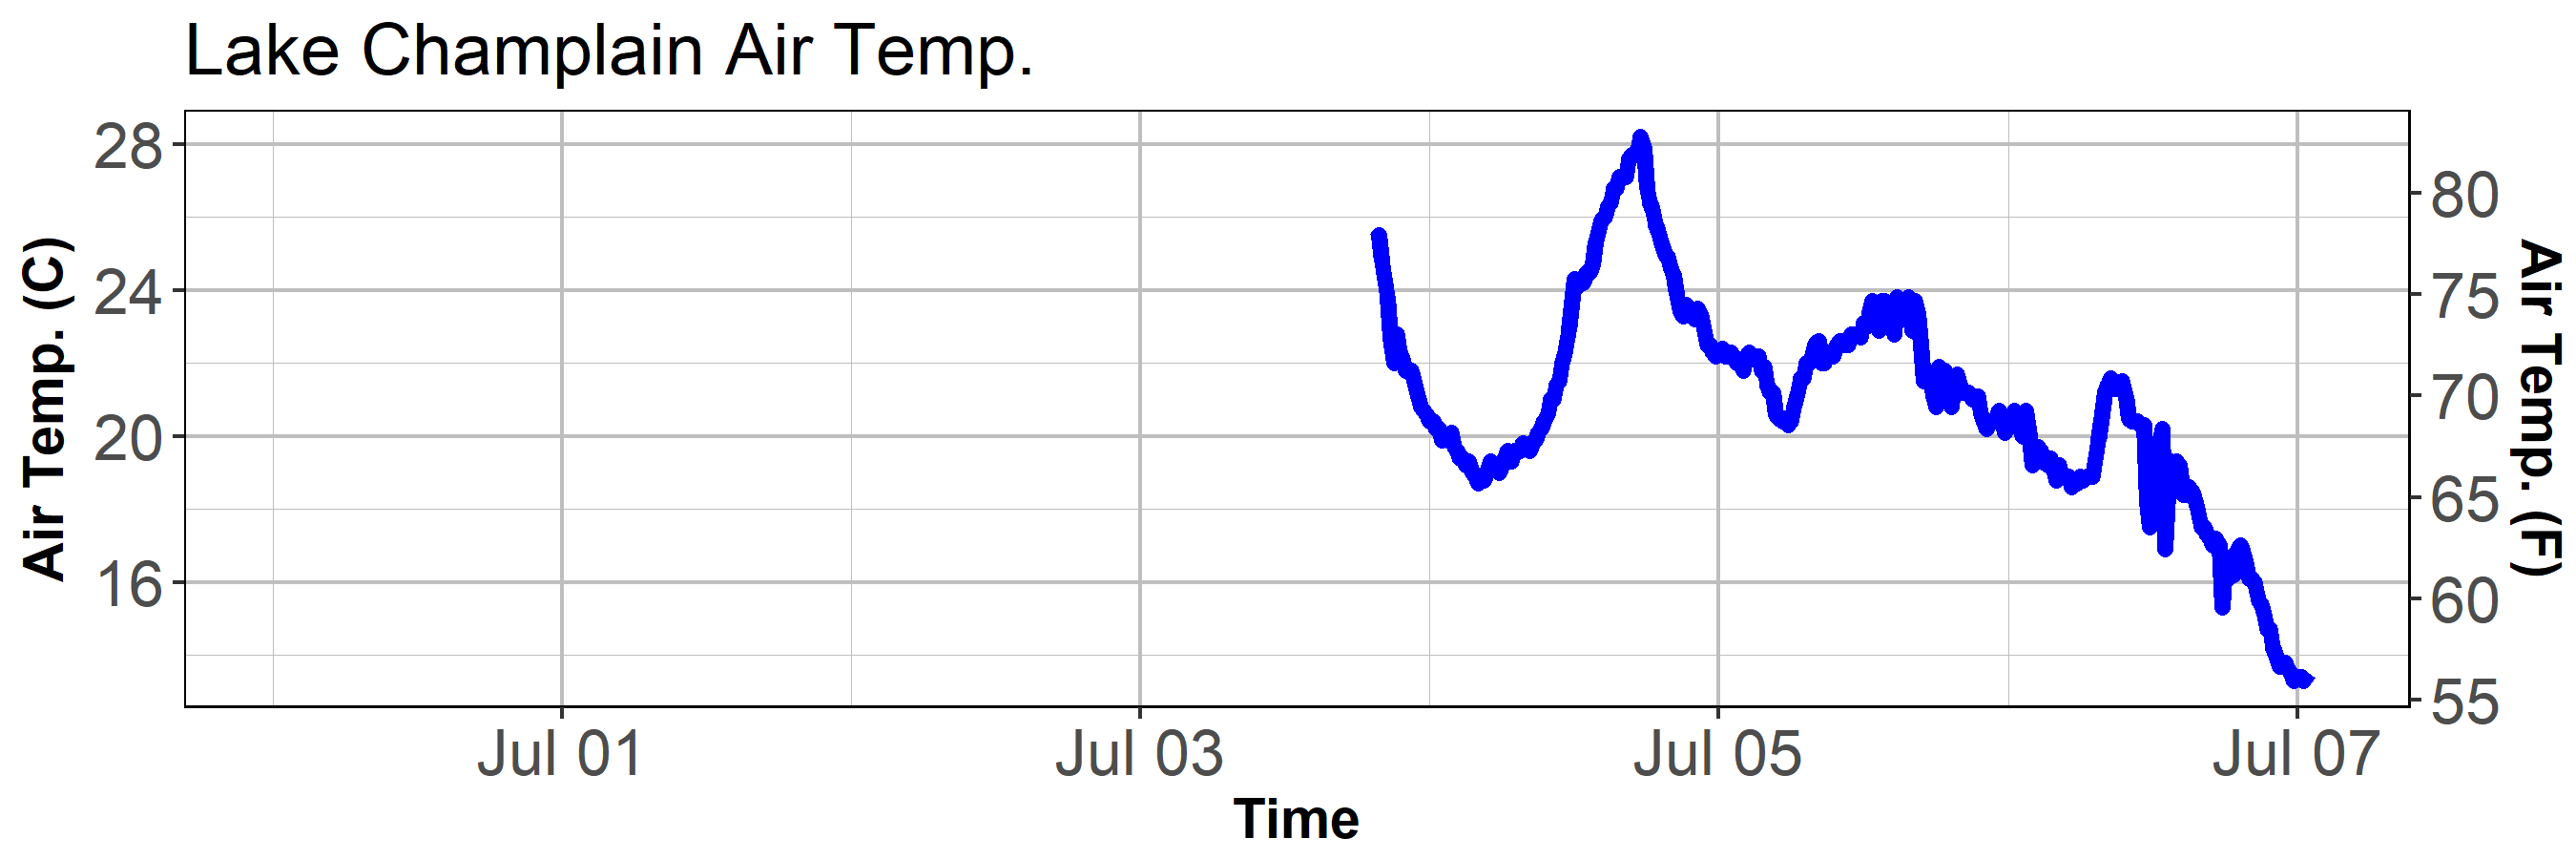 Lake Champlain Air Temp.
28
24
20
16
Air Temp. (C)
80
75
70
65
60
55
Air Temp. (F)
Jul 01
Jul 03
Jul 05
Jul 07
Time